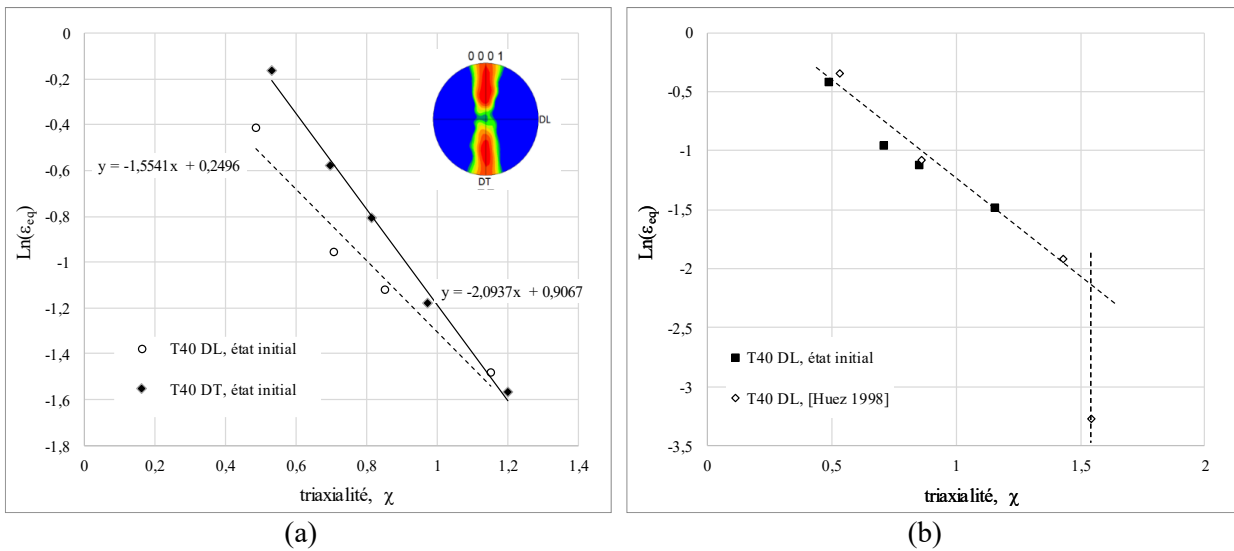 0
-0,2
-0,4
-0,6
-0,8
-1
-1,2
-1,4
-1,6
-1,8
Ln(εeq)
0 0 0 1
DL
DT
y = -1,5541x + 0,2496
y = -2,0937x + 0,9067
T40 DL, état initial
T40 DT, état initial
0 0,2 0,4 0,6 0,8 1 1,2 1,4
triaxialité, χ
(a)
0
-0,5
-1
-1,5
-2
-2,5
-3
-3,5
Ln(εeq)
T40 DL, état initial
T40 DL, [Huez 1998]
0 0,5 1 1,5 2
triaxialité, χ
(b)